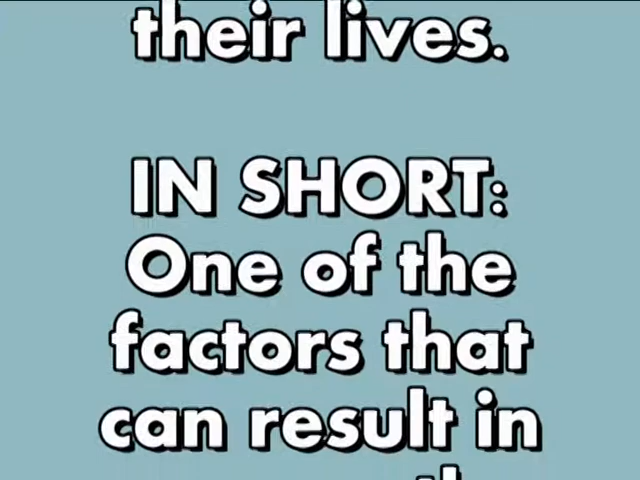 their lives.
IN SHORT:
One of the
factors that
can result in